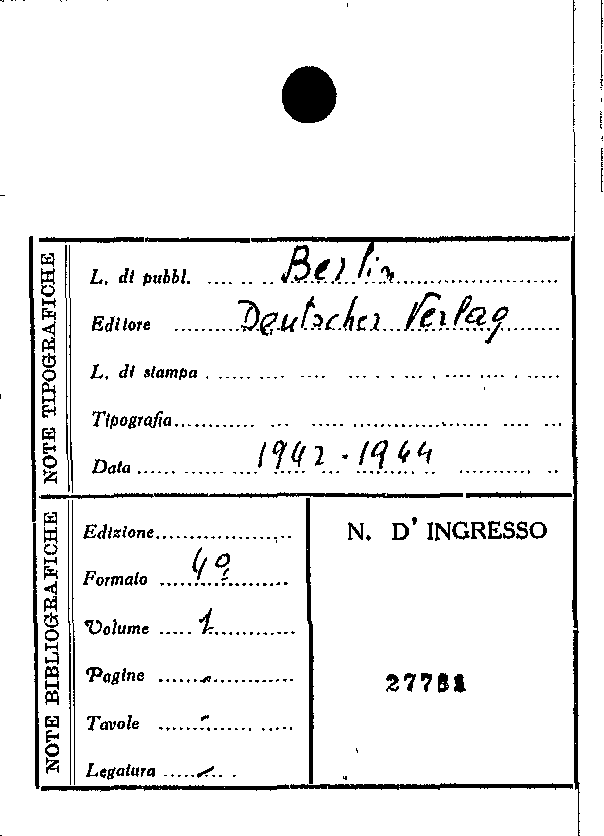 NOTE TIPOGRAFICHE
L. di pubbl. Berlin
Editore Deutscher Verlag
L. di stampa
Tipografia
Data 1942 - 1944
NOTE BIBLIOGRAFICHE
Edizione
Formato 4º
Volume 1
Pagine -
Tavole -
Legatura -
N. D' INGRESSO